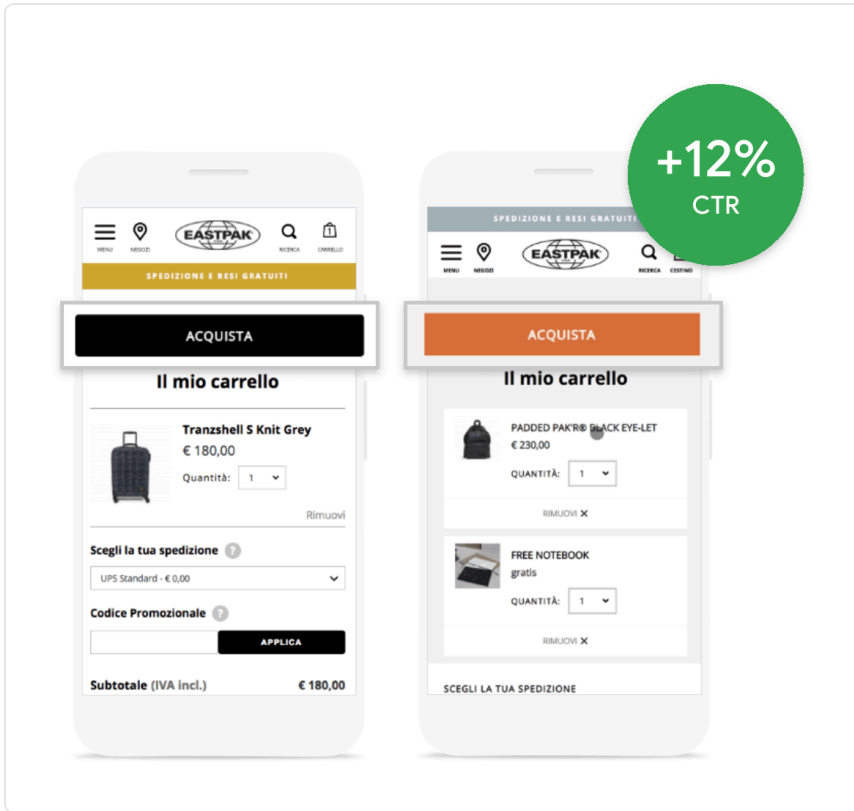 +12%
CTR
MENU
NEGOZI
EASTPAK
RICERCA
1
CARRELLO
SPEDIZIONE E RESI GRATUITI
ACQUISTA
Il mio carrello
Tranzshell S Knit Grey
€ 180,00
Quantità: 1
Rimuovi
Scegli la tua spedizione ?
UPS Standard - € 0,00
Codice Promozionale ?
APPLICA
Subtotale (IVA incl.) € 180,00
SPEDIZIONE E RESI GRATUITI
MENU
NEGOZI
EASTPAK
RICERCA
CESTINO
ACQUISTA
Il mio carrello
PADDED PAK'R® BLACK EYE-LET
€ 230,00
QUANTITÀ: 1
RIMUOVI X
FREE NOTEBOOK
gratis
QUANTITÀ: 1
RIMUOVI X
SCEGLI LA TUA SPEDIZIONE